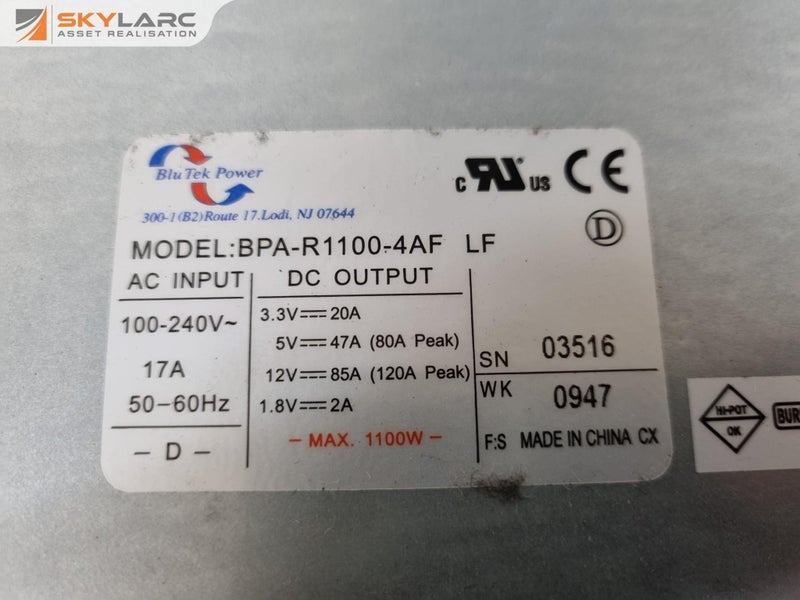 SKYLARC
ASSET REALISATION
Blu Tek Power
300-1(B2)Route 17.Lodi, NJ 07644
c RU us CE
MODEL:BPA-R1100-4AF LF
D
AC INPUT
100-240V~
17A
50-60Hz
- D -
DC OUTPUT
3.3V⎓20A
5V⎓47A (80A Peak)
12V⎓85A (120A Peak)
1.8V⎓2A
- MAX. 1100W -
SN 03516
WK 0947
F:S MADE IN CHINA CX
HI-POT
OK